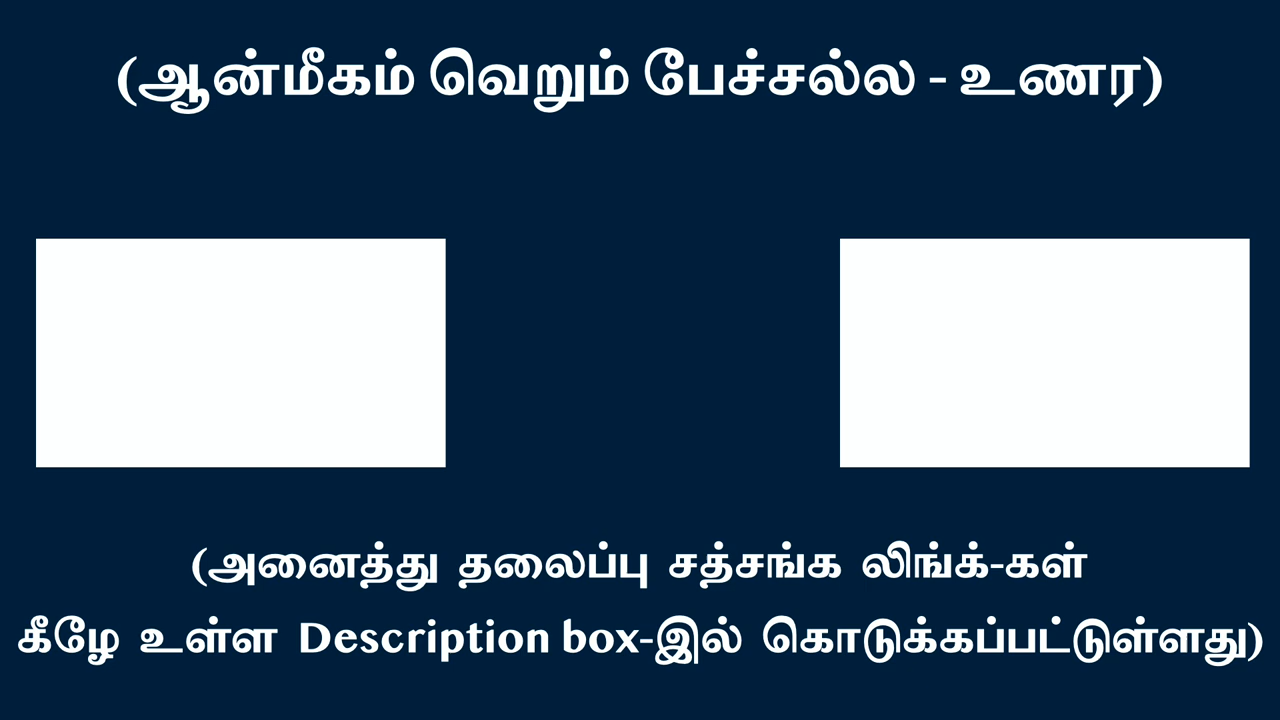 (ஆன்மீகம் வெறும் பேச்சல்ல - உணர)
(அனைத்து தலைப்பு சத்சங்க லிங்க்-கள்
கீழே உள்ள Description box-இல் கொடுக்கப்பட்டுள்ளது)